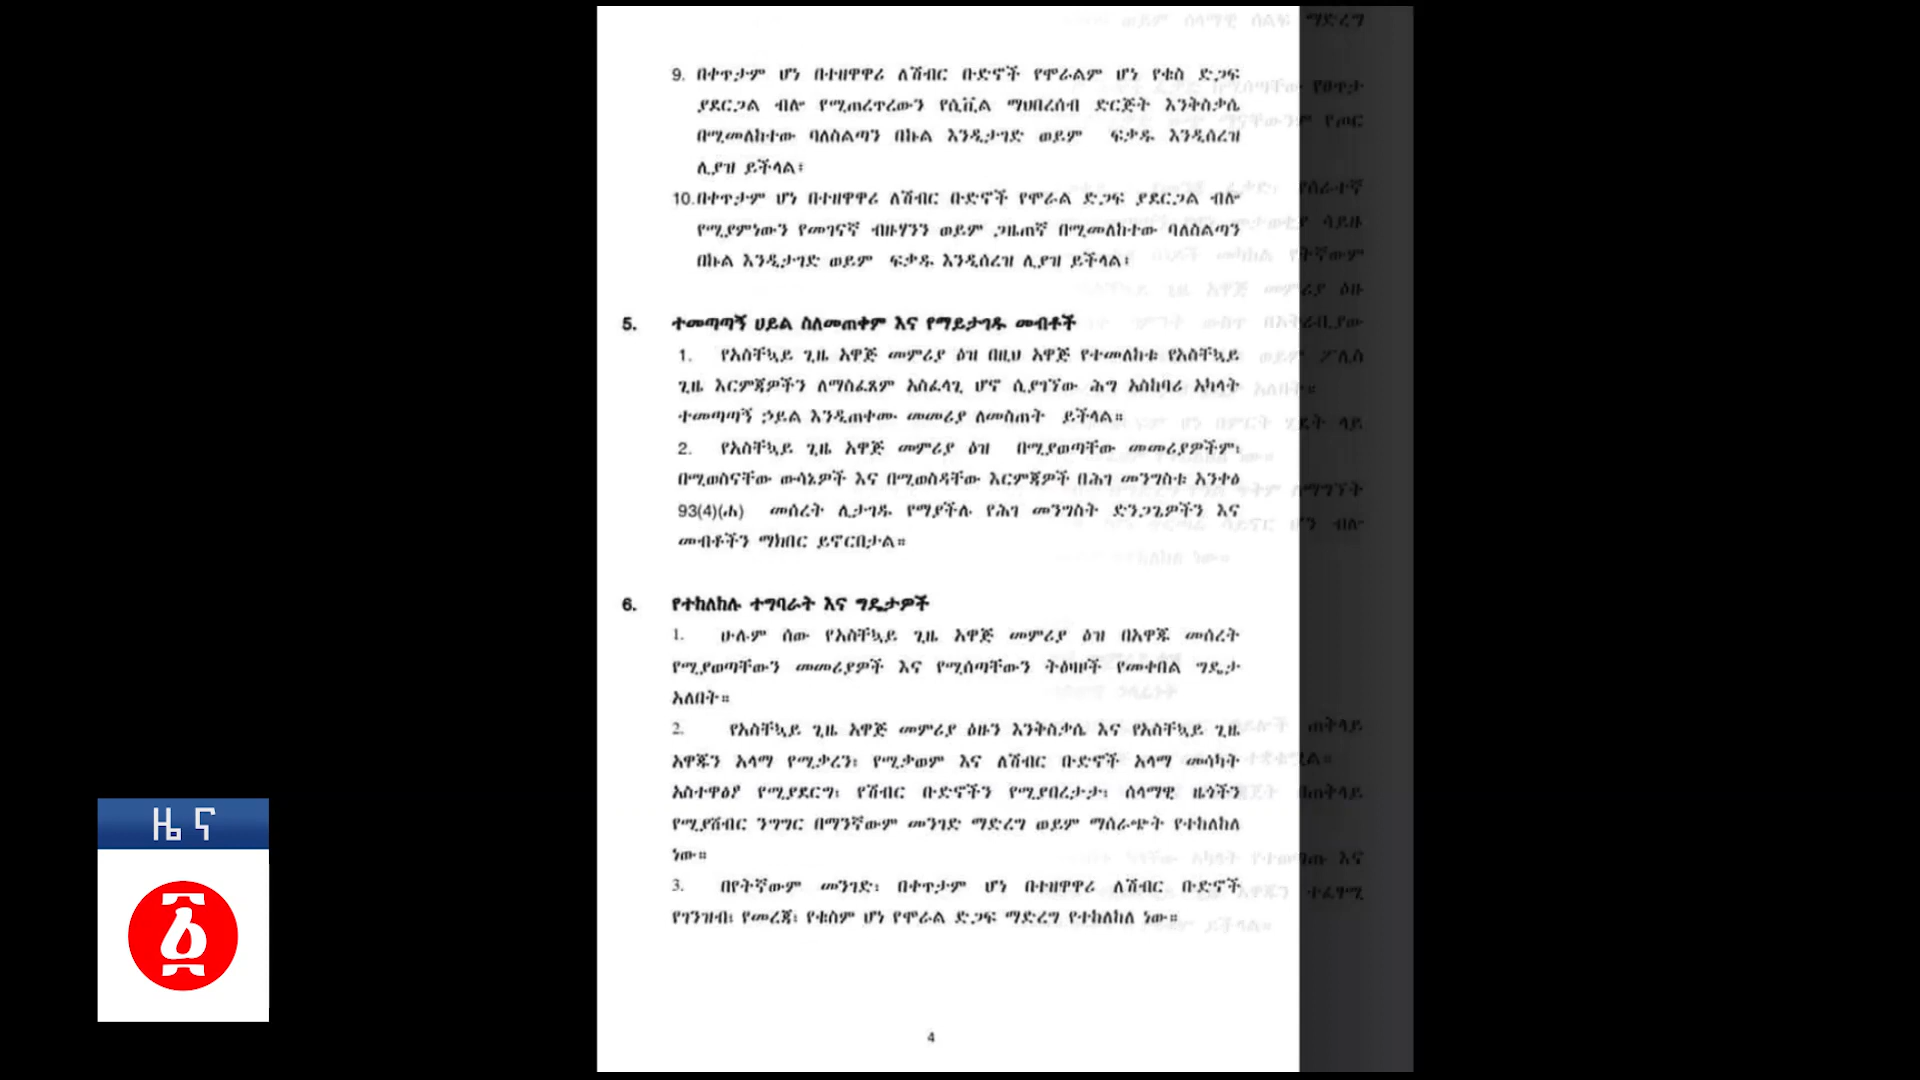 9. በቀጥታም ሆነ በተዘዋዋሪ ለሽብር ቡድኖች የሞራልም ሆነ የቁስ ድጋፍ
ያደርጋል ብሎ የሚጠረጥረውን የሲቪል ማህበረሰብ ድርጅት እንቅስቃሴ
በሚመለከተው ባለስልጣን በኩል እንዲታገድ ወይም ፍቃዱ እንዲሰረዝ
ሊያዝ ይችላል፤
10. በቀጥታም ሆነ በተዘዋዋሪ ለሽብር ቡድኖች የሞራል ድጋፍ ያደርጋል ብሎ
የሚያምነውን የመገናኛ ብዙሃንን ወይም ጋዜጠኛ በሚመለከተው ባለስልጣን
በኩል እንዲታገድ ወይም ፍቃዱ እንዲሰረዝ ሊያዝ ይችላል፤
5. ተመጣጣኝ ሀይል ስለመጠቀም እና የማይታገዱ መብቶች
1. የአስቸኳይ ጊዜ አዋጅ መምሪያ ዕዝ በዚህ አዋጅ የተመለከቱ የአስቸኳይ
ጊዜ እርምጃዎችን ለማስፈጸም አስፈላጊ ሆኖ ሲያገኘው ሕግ አስከባሪ አካላት
ተመጣጣኝ ኃይል እንዲጠቀሙ መመሪያ ለመስጠት ይችላል።
2. የአስቸኳይ ጊዜ አዋጅ መምሪያ ዕዝ በሚያወጣቸው መመሪያዎችም፣
በሚወስናቸው ውሳኔዎች እና በሚወስዳቸው እርምጃዎች በሕገ መንግስቱ አንቀፅ
93(4)(ሐ) መሰረት ሊታገዱ የማያችሉ የሕገ መንግስት ድንጋጌዎችን እና
መብቶችን ማክበር ይኖርበታል።
6. የተከለከሉ ተግባራት እና ግዴታዎች
1. ሁሉም ሰው የአስቸኳይ ጊዜ አዋጅ መምሪያ ዕዝ በአዋጁ መሰረት
የሚያወጣቸውን መመሪያዎች እና የሚሰጣቸውን ትዕዛዞች የመቀበል ግዴታ
አለበት።
2. የአስቸኳይ ጊዜ አዋጅ መምሪያ ዕዙን እንቅስቃሴ እና የአስቸኳይ ጊዜ
አዋጁን አላማ የሚቃረን፣ የሚቃወም እና ለሽብር ቡድኖች አላማ መሳካት
አስተዋፅዖ የሚያደርግ፣ የሽብር ቡድኖችን የሚያበረታታ፣ ሰላማዊ ዜጎችን
የሚያሸብር ንግግር በማንኛውም መንገድ ማድረግ ወይም ማሰራጭት የተከለከለ
ነው።
3. በየትኛውም መንገድ፣ በቀጥታም ሆነ በተዘዋዋሪ ለሽብር ቡድኖች
የገንዝብ፣ የመረጃ፣ የቁስም ሆነ የሞራል ድጋፍ ማድረግ የተከለከለ ነው።
4
ዜና